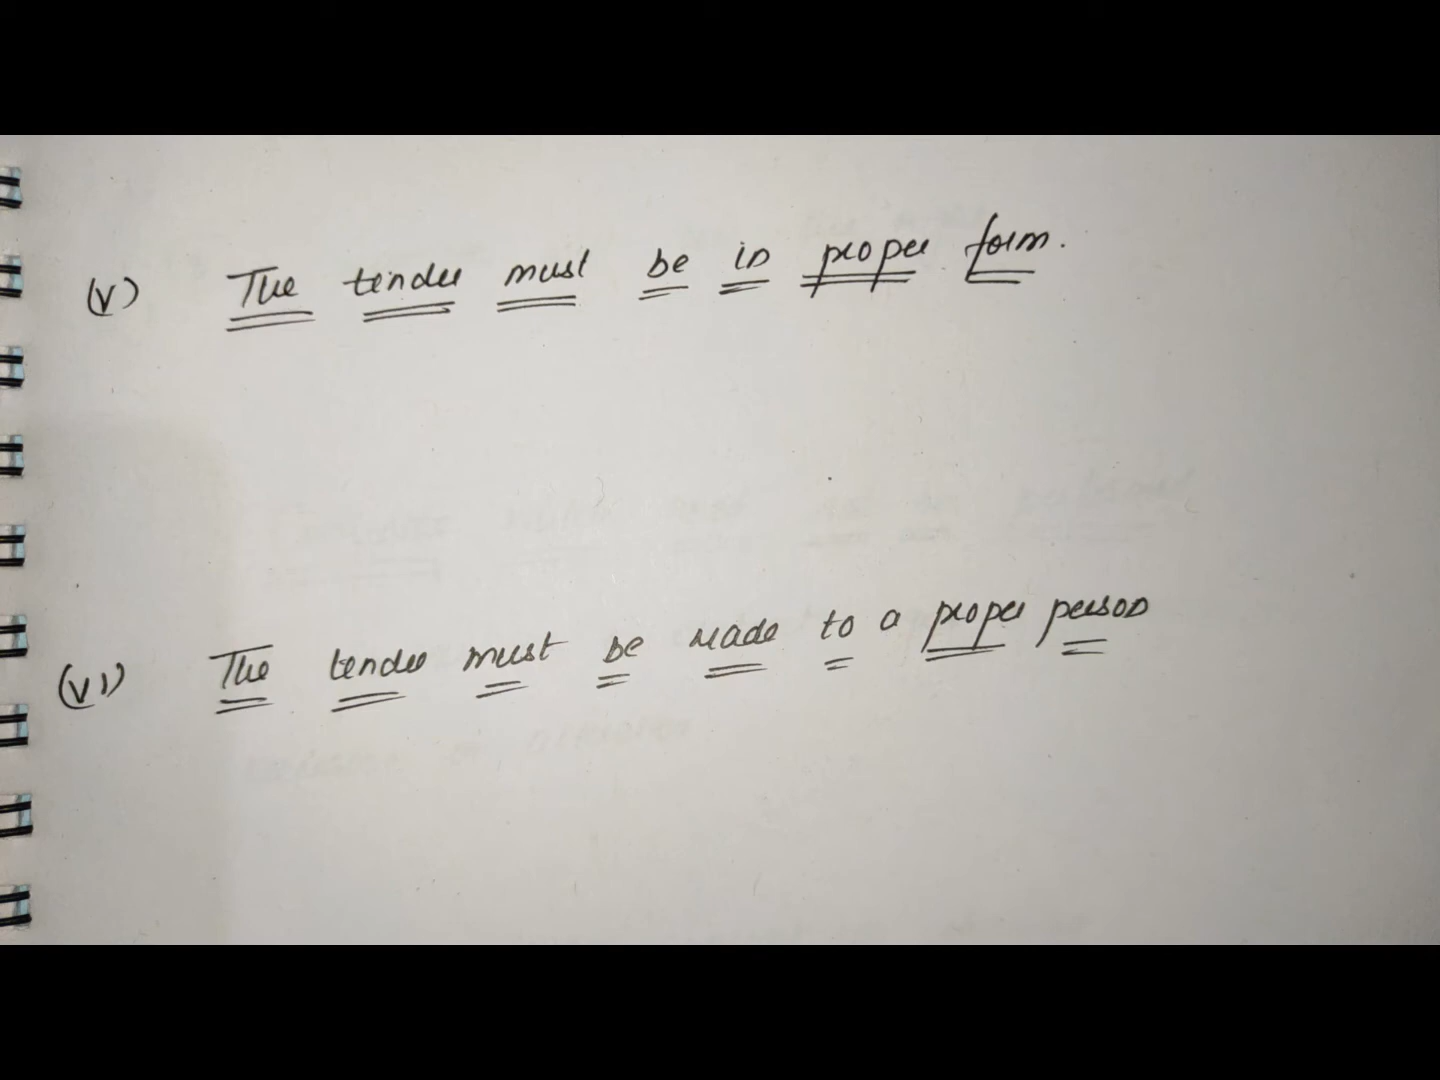 (V) The tender must be in proper form.
(VI) The tender must be made to a proper person